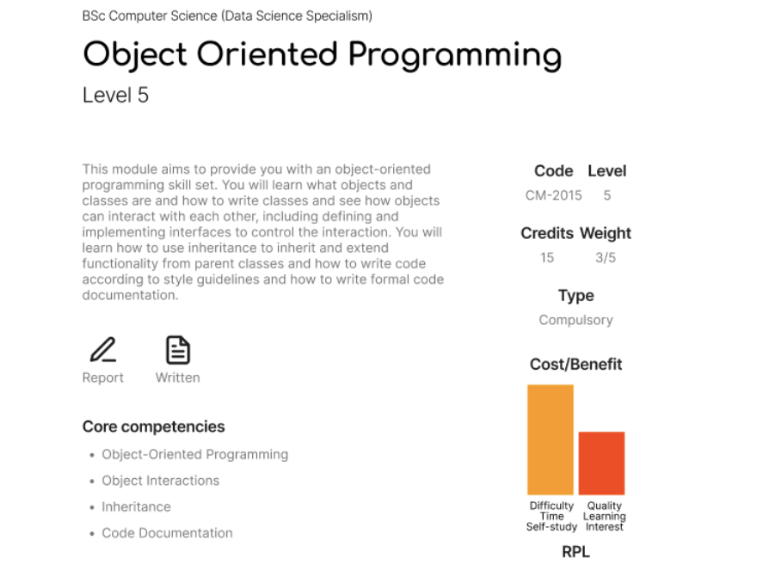 BSc Computer Science (Data Science Specialism)
Object Oriented Programming
Level 5
This module aims to provide you with an object-oriented
programming skill set. You will learn what objects and
classes are and how to write classes and see how objects
can interact with each other, including defining and
implementing interfaces to control the interaction. You will
learn how to use inheritance to inherit and extend
functionality from parent classes and how to write code
according to style guidelines and how to write formal code
documentation.
Report Written
Core competencies
• Object-Oriented Programming
• Object Interactions
• Inheritance
• Code Documentation
Code Level
CM-2015 5
Credits Weight
15 3/5
Type
Compulsory
Cost/Benefit
Difficulty Quality
Time Learning
Self-study Interest
RPL